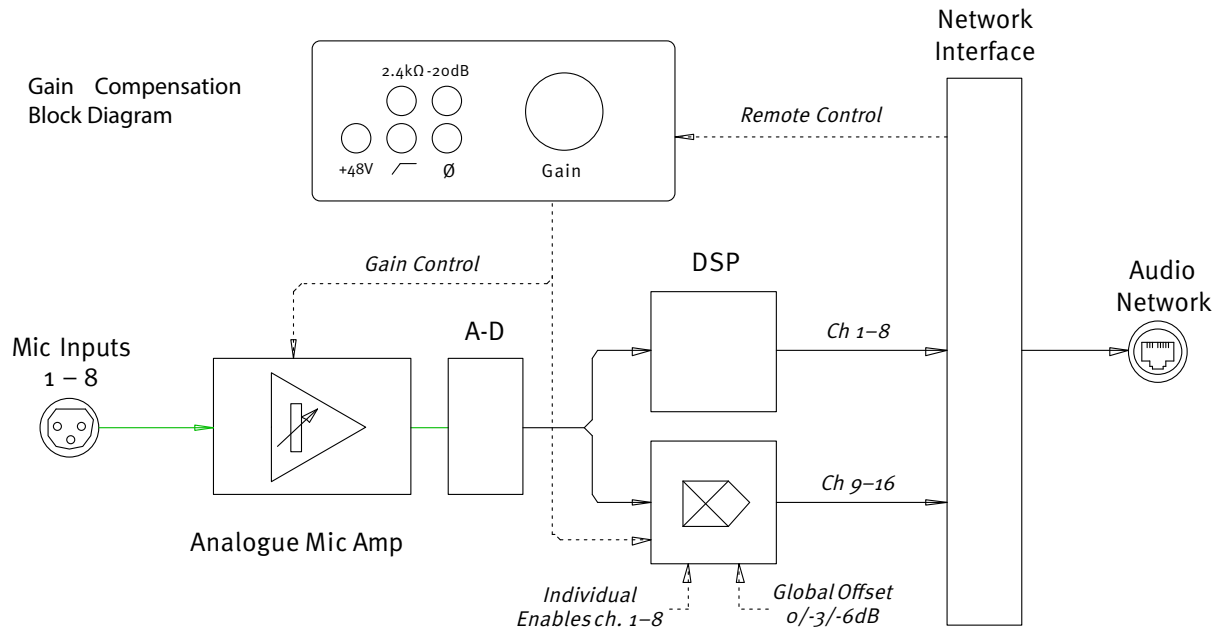 Network
Interface
Gain Compensation
Block Diagram
2.4kΩ -20dB
+48V
Ø
Gain
Remote Control
Gain Control
DSP
Audio
Network
A-D
Mic Inputs
1 – 8
Ch 1–8
Ch 9–16
Analogue Mic Amp
Individual
Enables ch. 1–8
Global Offset
0/-3/-6dB